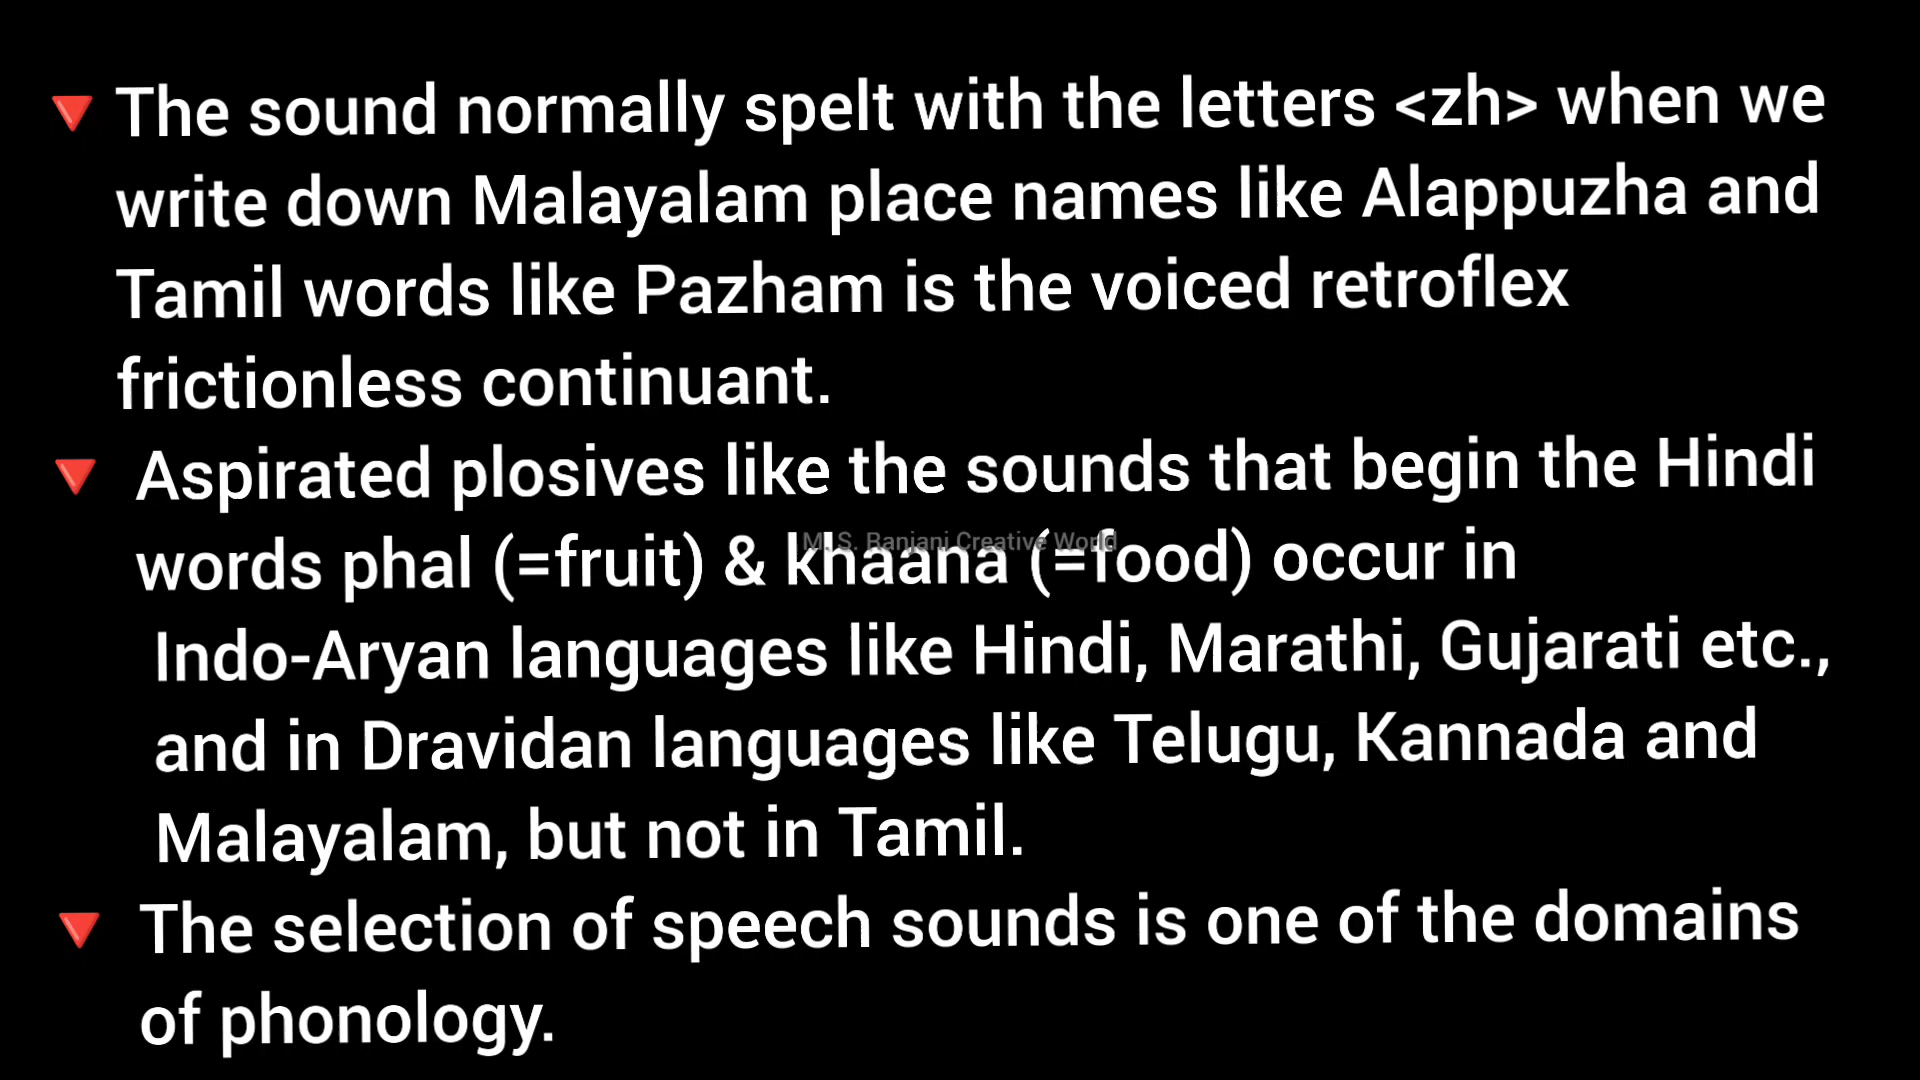 The sound normally spelt with the letters <zh> when we
write down Malayalam place names like Alappuzha and
Tamil words like Pazham is the voiced retroflex
frictionless continuant.
Aspirated plosives like the sounds that begin the Hindi
words phal (=fruit) & khaana (=food) occur in
M. S. Ranjani Creative World
Indo-Aryan languages like Hindi, Marathi, Gujarati etc.,
and in Dravidan languages like Telugu, Kannada and
Malayalam, but not in Tamil.
The selection of speech sounds is one of the domains
of phonology.